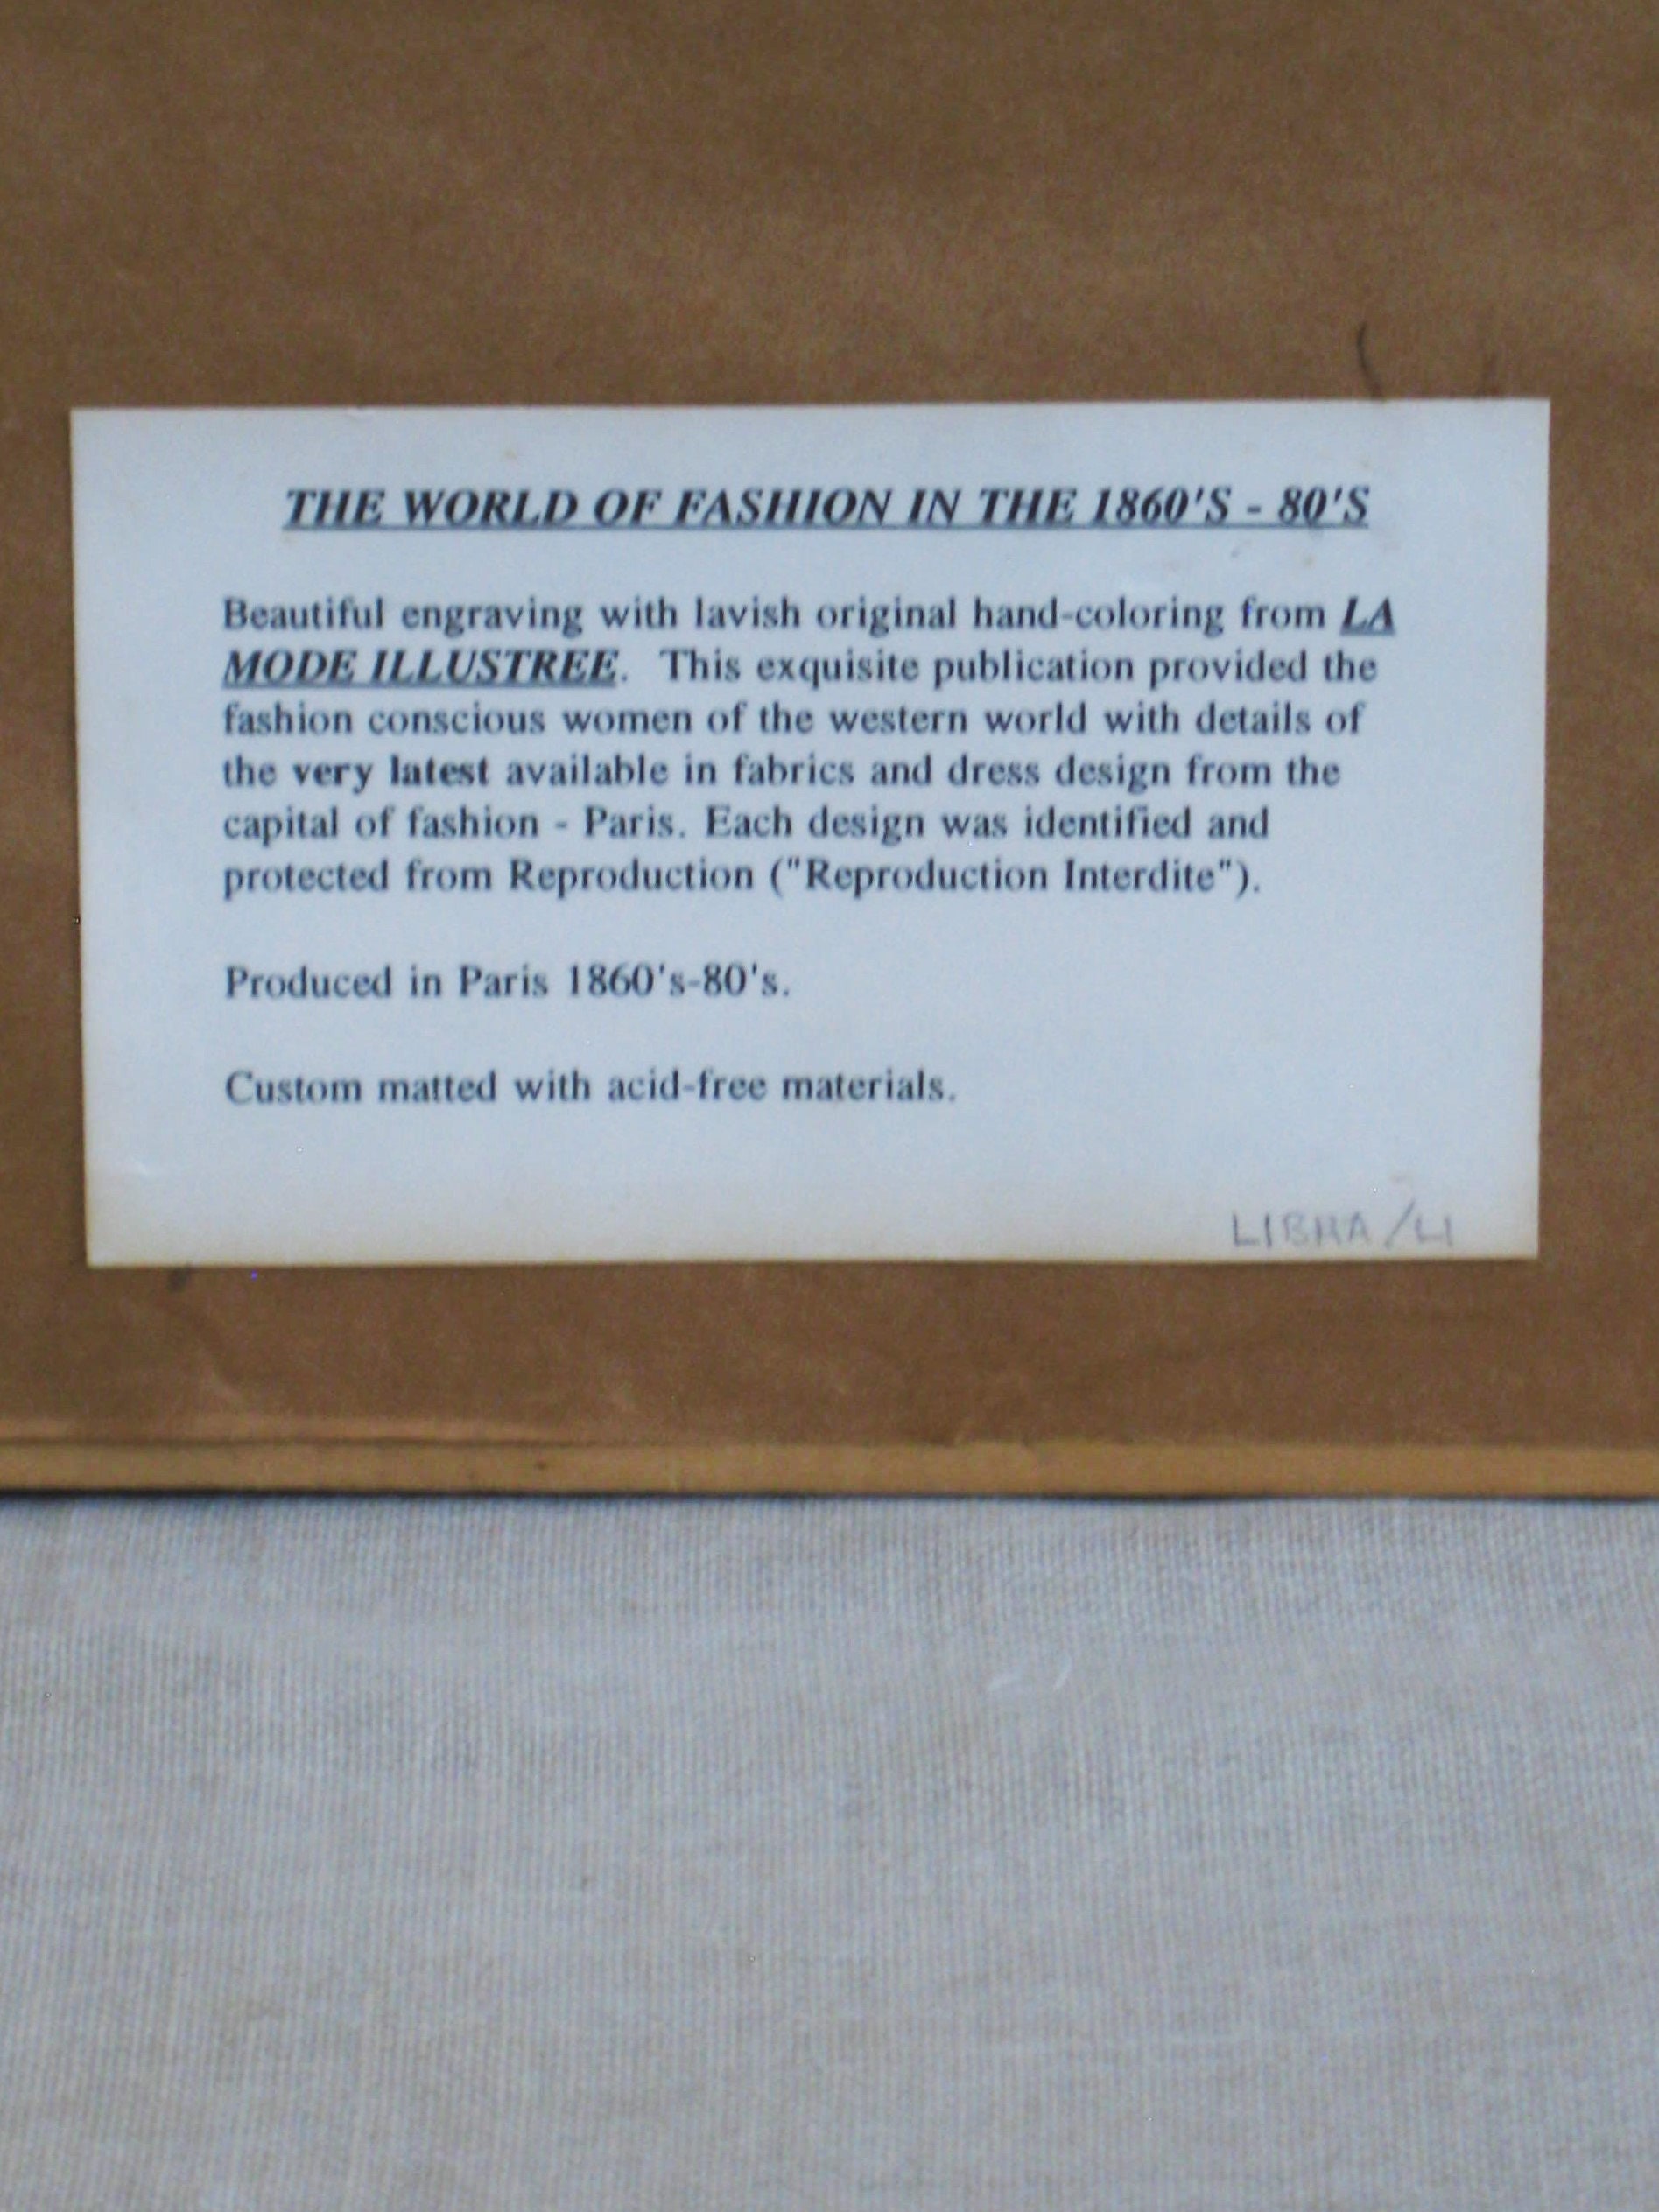 THE WORLD OF FASHION IN THE 1860'S - 80'S
Beautiful engraving with lavish original hand-coloring from LA
MODE ILLUSTREE. This exquisite publication provided the
fashion conscious women of the western world with details of
the very latest available in fabrics and dress design from the
capital of fashion - Paris. Each design was identified and
protected from Reproduction ("Reproduction Interdite").
Produced in Paris 1860's-80's.
Custom matted with acid-free materials.